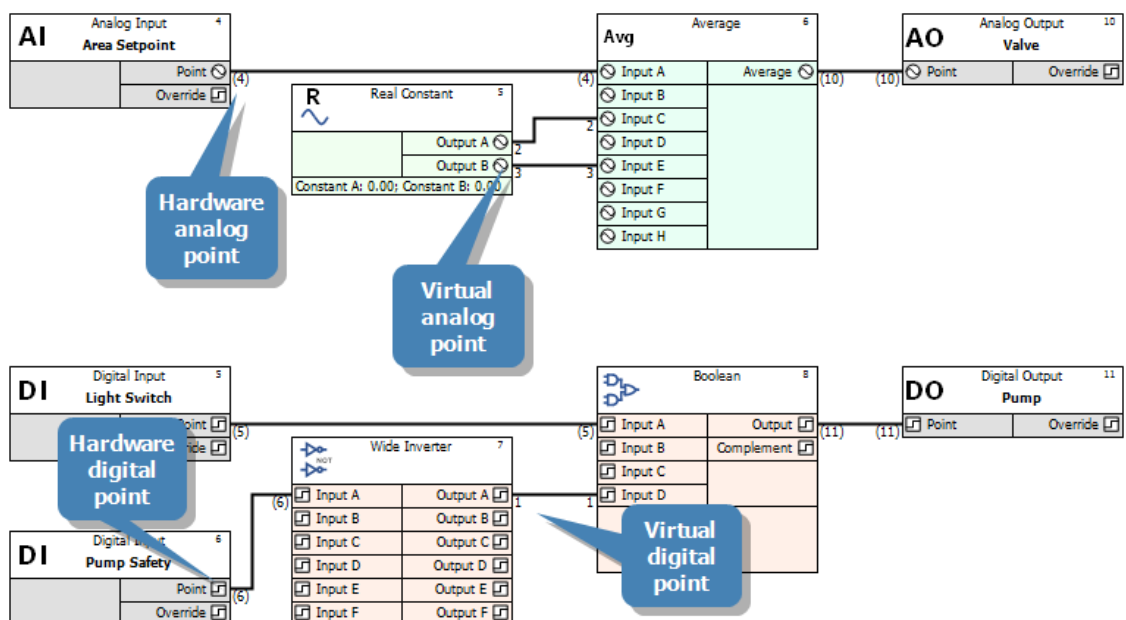 AI
Analog Input 4
Area Setpoint
Point
(4)
Override
Hardware
analog
point
R
Real Constant 5
Output A
2
Output B
3
Constant A: 0.00; Constant B: 0.00
Virtual
analog
point
Avg
Average 6
(4) Input A
Average
(10)
Input B
2 Input C
Input D
3 Input E
Input F
Input G
Input H
AO
Analog Output 10
Valve
(10) Point
Override
DI
Digital Input 5
Light Switch
Point
(5)
Hardware
digital
point
DI
6
Pump Safety
Point
(6)
Override
NOT
Wide Inverter 7
(6) Input A
Output A
1
Input B
Output B
Input C
Output C
Input D
Output D
Input E
Output E
Input F
Output F
Virtual
digital
point
Boolean 8
(5) Input A
Output
(11)
Input B
Complement
Input C
1 Input D
DO
Digital Output 11
Pump
(11) Point
Override